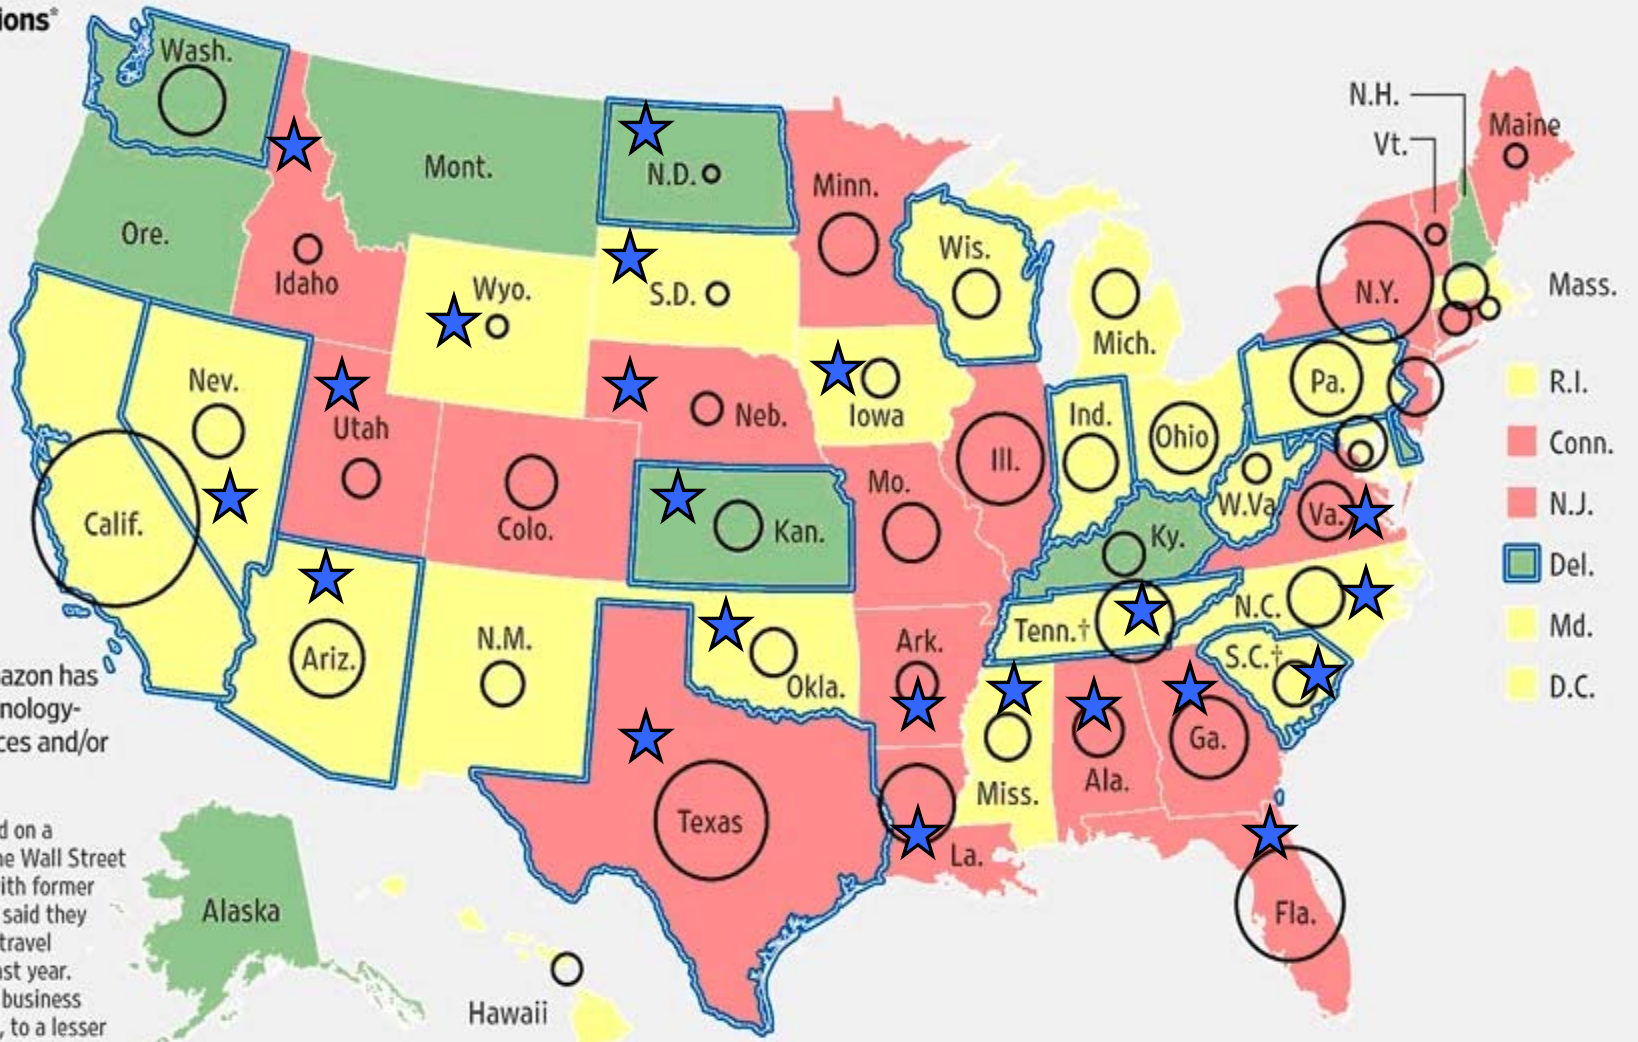 ions*
Wash.
Mont.
N.D.
Minn.
N.H.
Vt.
Maine
Ore.
Idaho
Wyo.
S.D.
Wis.
Mich.
N.Y.
Mass.
Nev.
Utah
Colo.
Neb.
Iowa
Ill.
Ind.
Ohio
Pa.
R.I.
Conn.
N.J.
Del.
Md.
D.C.
Calif.
Kan.
Mo.
Ky.
W.Va.
Va.
Ariz.
N.M.
Okla.
Ark.
Tenn.†
N.C.
S.C.†
Texas
La.
Miss.
Ala.
Ga.
Fla.
azon has
nology-
ces and/or
d on a
ne Wall Street
ith former
said they
travel
ast year.
business
, to a lesser
Alaska
Hawaii